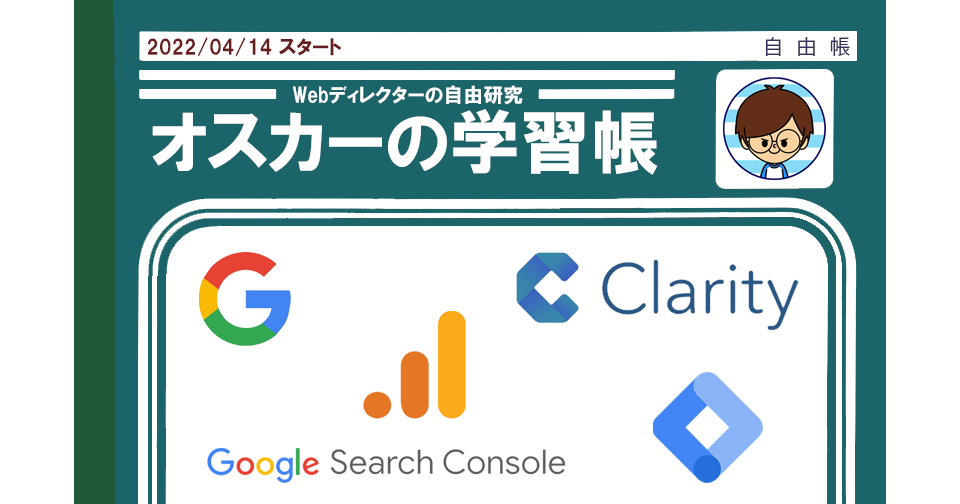 2022/04/14 スタート
自由帳
Webディレクターの自由研究
オスカーの学習帳
Clarity
Google Search Console